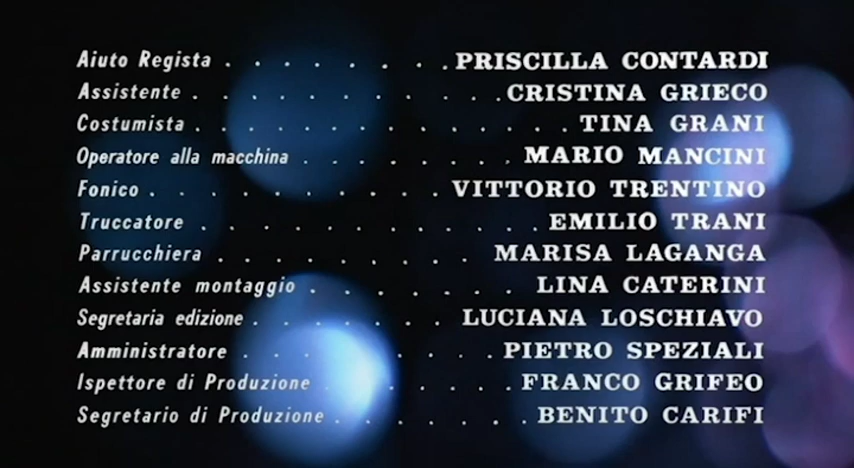 Aiuto Regista . . . . . . . . PRISCILLA CONTARDI
Assistente . . . . . . . . . . . CRISTINA GRIECO
Costumista . . . . . . . . . . . . . TINA GRANI
Operatore alla macchina . . . . . . . MARIO MANCINI
Fonico . . . . . . . . . . VITTORIO TRENTINO
Truccatore . . . . . . . . . . . EMILIO TRANI
Parrucchiera . . . . . . . . . MARISA LAGANGA
Assistente montaggio . . . . . . . LINA CATERINI
Segretaria edizione . . . . . . LUCIANA LOSCHIAVO
Amministratore . . . . . . . . PIETRO SPEZIALI
Ispettore di Produzione . . . . . . FRANCO GRIFEO
Segretario di Produzione . . . . . . BENITO CARIFI